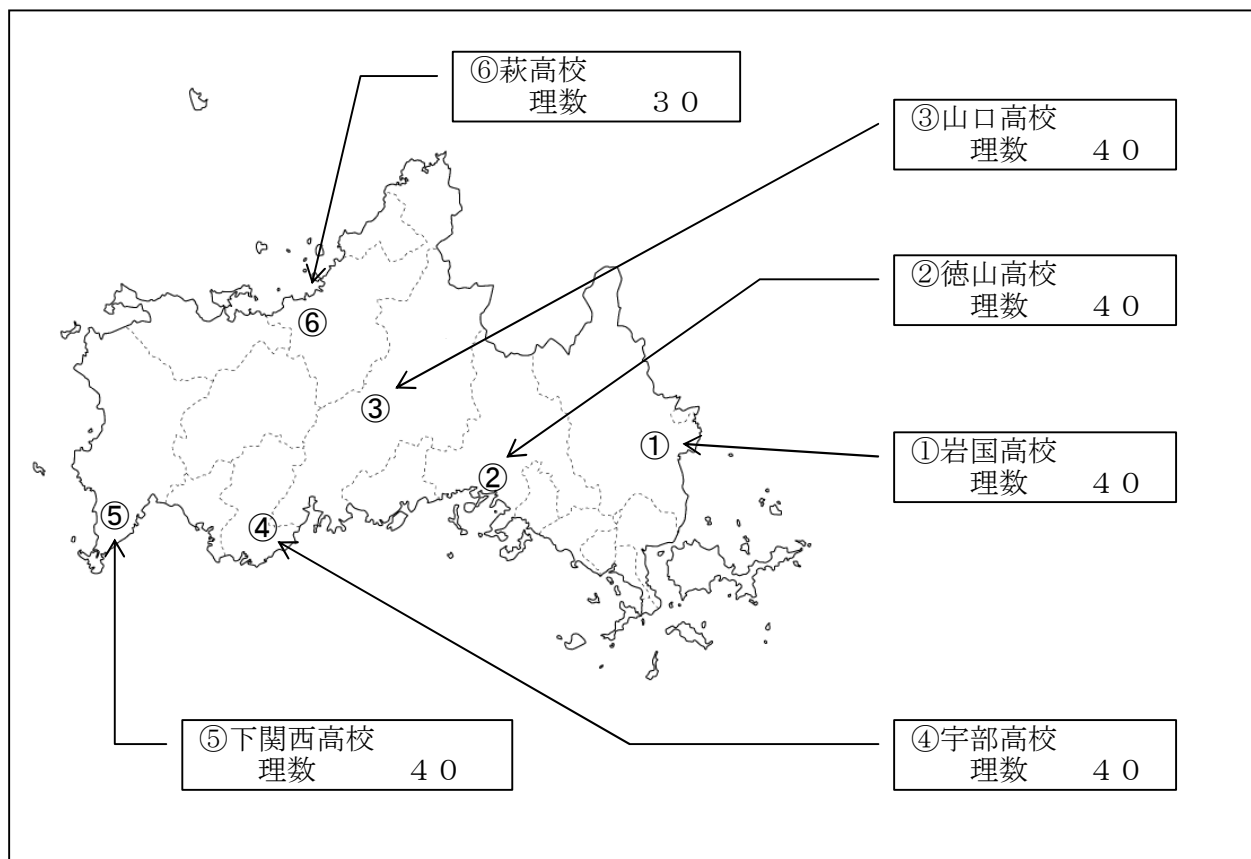 ⑥萩高校
理数　３０
③山口高校
理数　４０
②徳山高校
理数　４０
①岩国高校
理数　４０
⑤下関西高校
理数　４０
④宇部高校
理数　４０
⑥
③
①
②
⑤
④